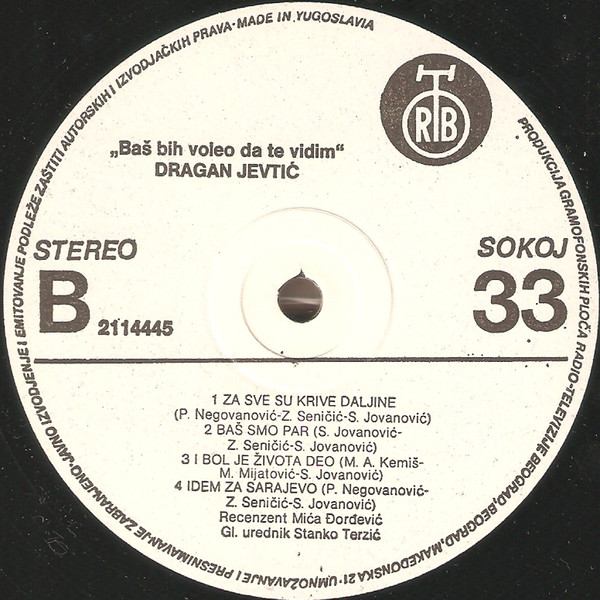 PRODUKCIJA GRAMOFONSKIH PLOČA RADIO-TELEVIZIJE BEOGRAD, BEOGRAD, MAKEDONSKA 21 · UMNOŽAVANJE I PRESNIMAVANJE ZABRANJENO-JAVNO IZVODJENJE I EMITOVANJE PODLEŽE ZAŠTITI AUTORSKIH I IZVODJAČKIH PRAVA·MADE IN YUGOSLAVIA
RTB
„Baš bih voleo da te vidim“
DRAGAN JEVTIĆ
STEREO
SOKOJ
B 2114445
33
1 ZA SVE SU KRIVE DALJINE
(P. Negovanović-Z. Seničić-S. Jovanović)
2 BAŠ SMO PAR (S. Jovanović-
Z. Seničić-S. Jovanović)
3 I BOL JE ŽIVOTA DEO (M. A. Kemiš-
M. Mijatović-S. Jovanović)
4 IDEM ZA SARAJEVO (P. Negovanović-
Z. Seničić-S. Jovanović)
Recenzent Mića Đorđević
Gl. urednik Stanko Terzić